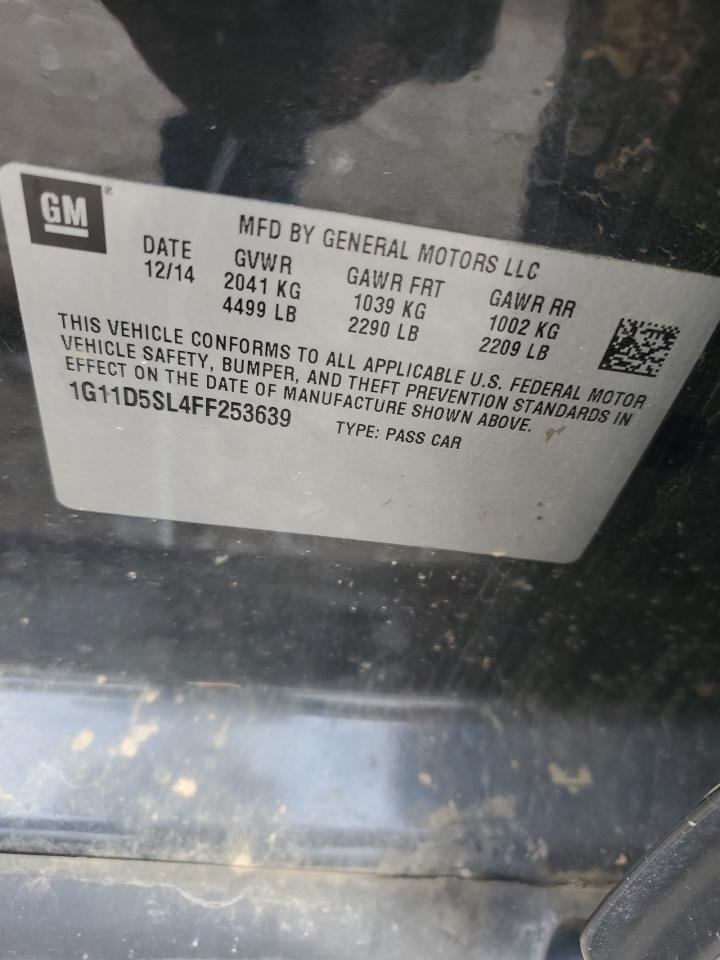 GM®
MFD BY GENERAL MOTORS LLC
DATE GVWR GAWR FRT GAWR RR
12/14 2041 KG 1039 KG 1002 KG
4499 LB 2290 LB 2209 LB
THIS VEHICLE CONFORMS TO ALL APPLICABLE U.S. FEDERAL MOTOR
VEHICLE SAFETY, BUMPER, AND THEFT PREVENTION STANDARDS IN
EFFECT ON THE DATE OF MANUFACTURE SHOWN ABOVE.
1G11D5SL4FF253639 TYPE: PASS CAR